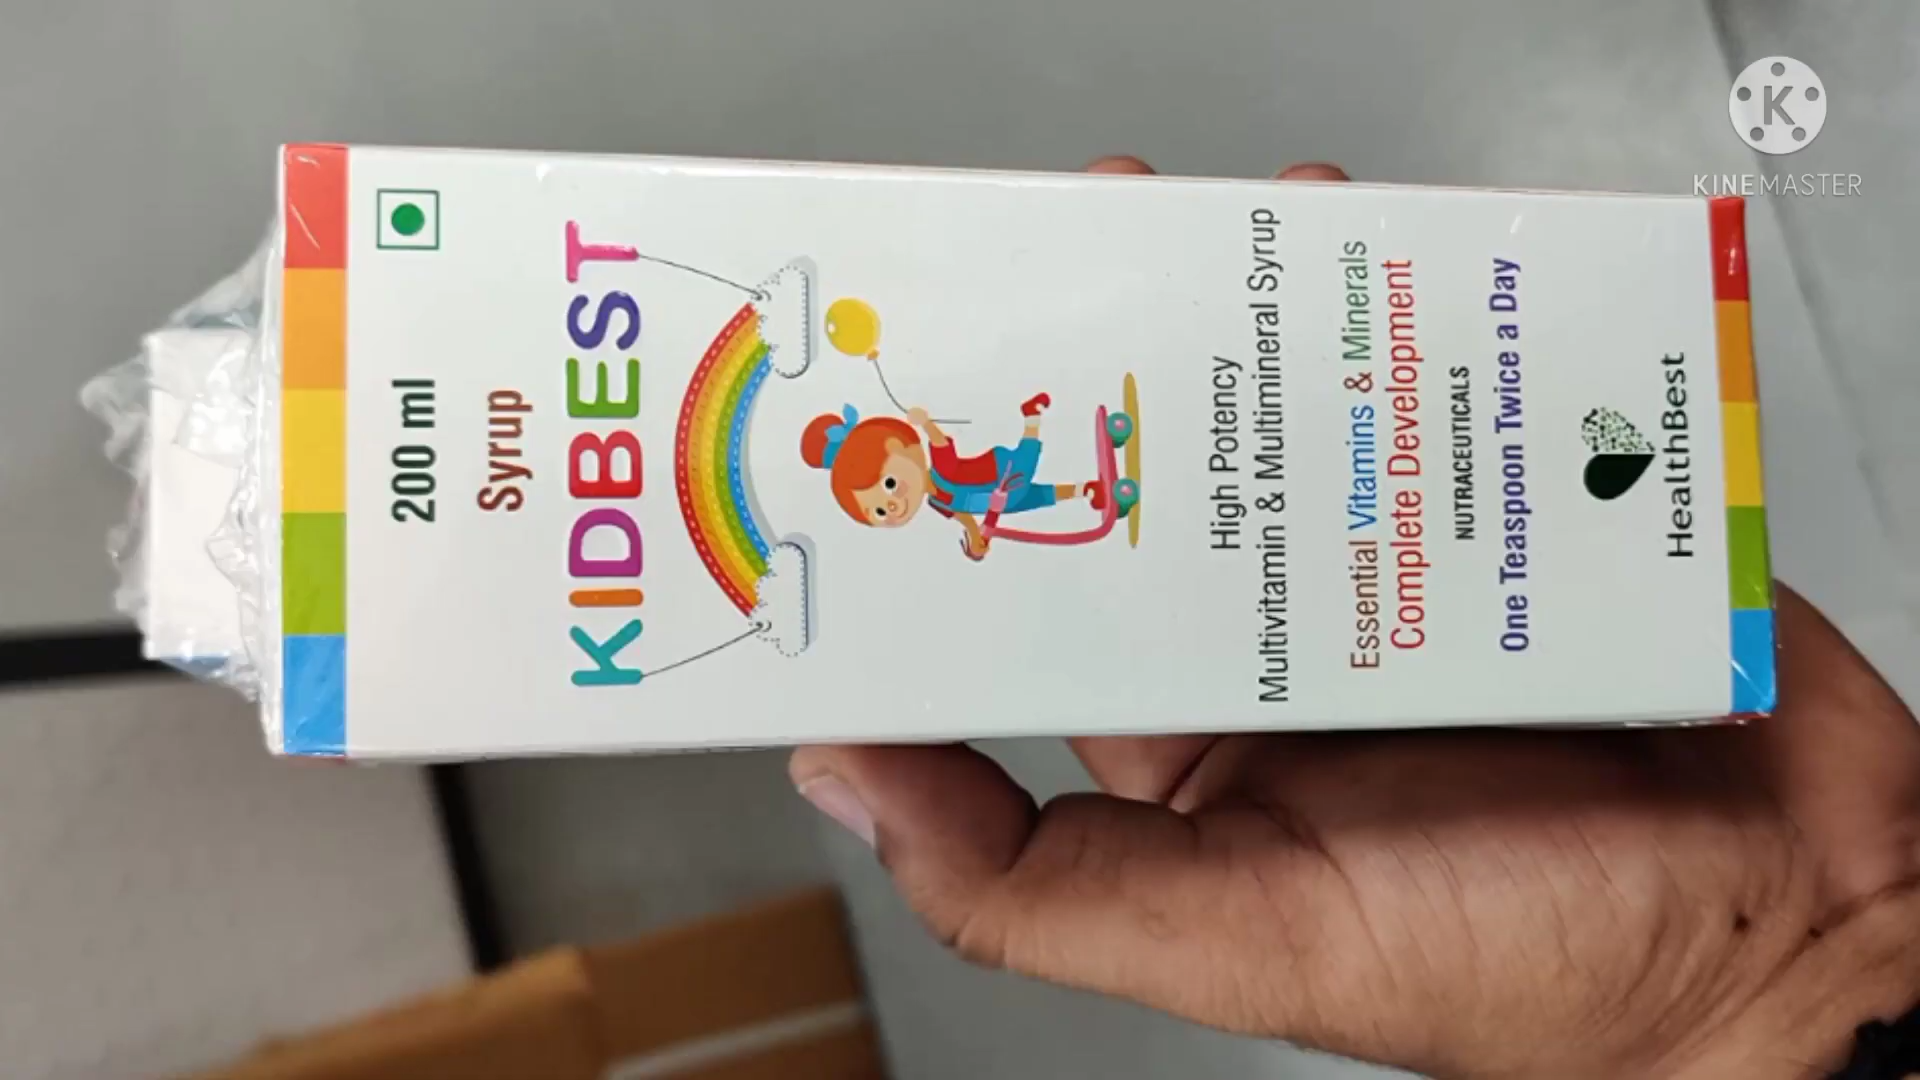 200 ml
Syrup
KIDBEST
High Potency
Multivitamin & Multimineral Syrup
Essential Vitamins & Minerals
Complete Development
NUTRACEUTICALS
One Teaspoon Twice a Day
HealthBest
K
KINEMASTER